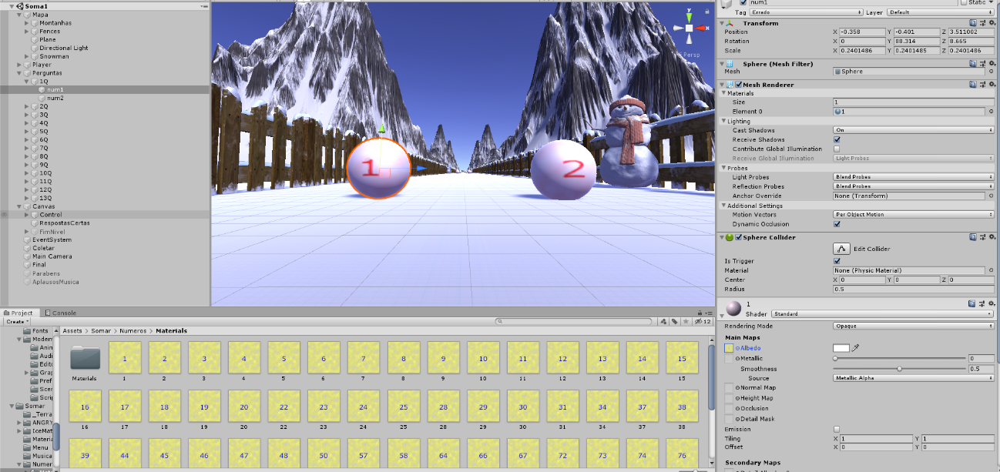 Soma1
Mapa
Montanhas
Fences
Plane
Directional Light
Snowman
Player
Perguntas
1Q
num1
num2
2Q
3Q
4Q
5Q
6Q
7Q
8Q
9Q
10Q
11Q
12Q
13Q
Canvas
Control
RespostasCertas
FimNivel
EventSystem
Coletar
Main Camera
Final
Parabens
AplausosMusica
y
x
Persp
1
2
num1 Static
Tag Errado Layer Default
Transform
Position X -0.358 Y -0.401 Z 3.511002
Rotation X 0 Y 88.314 Z 8.665
Scale X 0.2401486 Y 0.2401485 Z 0.2401486
Sphere (Mesh Filter)
Mesh Sphere
Mesh Renderer
Materials
Size 1
Element 0 1
Lighting
Cast Shadows On
Receive Shadows
Contribute Global Illumination
Receive Global Illumination Light Probes
Probes
Light Probes Blend Probes
Reflection Probes Blend Probes
Anchor Override None (Transform)
Additional Settings
Motion Vectors Per Object Motion
Dynamic Occlusion
Sphere Collider
Edit Collider
Is Trigger
Material None (Physic Material)
Center X 0 Y 0 Z 0
Radius 0.5
1
Shader Standard
Rendering Mode Opaque
Main Maps
Albedo
Metallic 0
Smoothness 0.5
Source Metallic Alpha
Normal Map
Height Map
Occlusion
Detail Mask
Emission
Tiling X 1 Y 1
Offset X 0 Y 0
Secondary Maps
Project Console
Create 12
Fonts
Modern
Anin
Audi
Edito
Grap
Pref
Scen
Scrip
Somar
_Terra
ANGRY
IceMat
Materia
Menu
Musica
Numer
Assets > Somar > Numeros > Materials
1 2 3 4 5 6 7 8 9 10 11 12 13 14 15
Materials 1 2 3 4 5 6 7 8 9 10 11 12 13 14 15
16 17 18 19 20 22 23 24 25 28 29 30 31 34 37 38
16 17 18 19 20 22 23 24 25 28 29 30 31 34 37 38
39 44 45 46 47 48 50 57 58 64 66 71 72 73 74 76